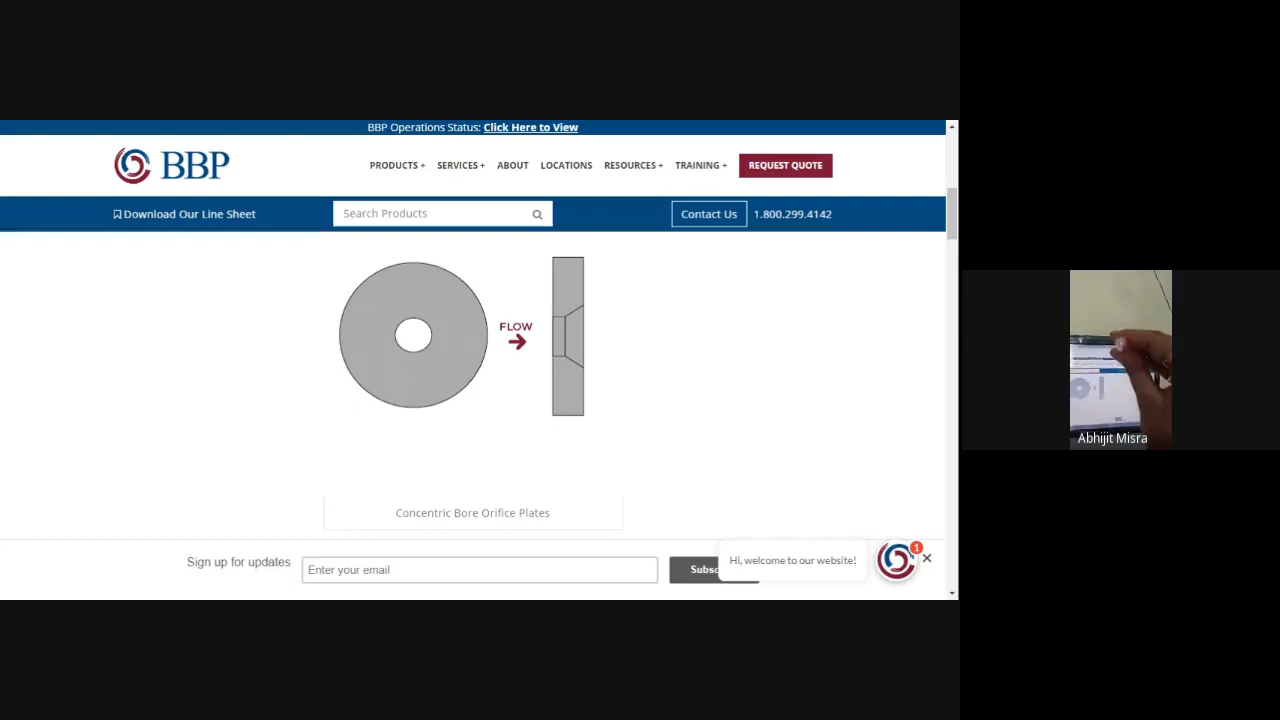 BBP Operations Status: Click Here to View
BBP
PRODUCTS + SERVICES + ABOUT LOCATIONS RESOURCES + TRAINING + REQUEST QUOTE
Download Our Line Sheet
Search Products
Contact Us 1.800.299.4142
FLOW
Concentric Bore Orifice Plates
Sign up for updates
Enter your email
Subsc
Hi, welcome to our website!
1
Abhijit Misra